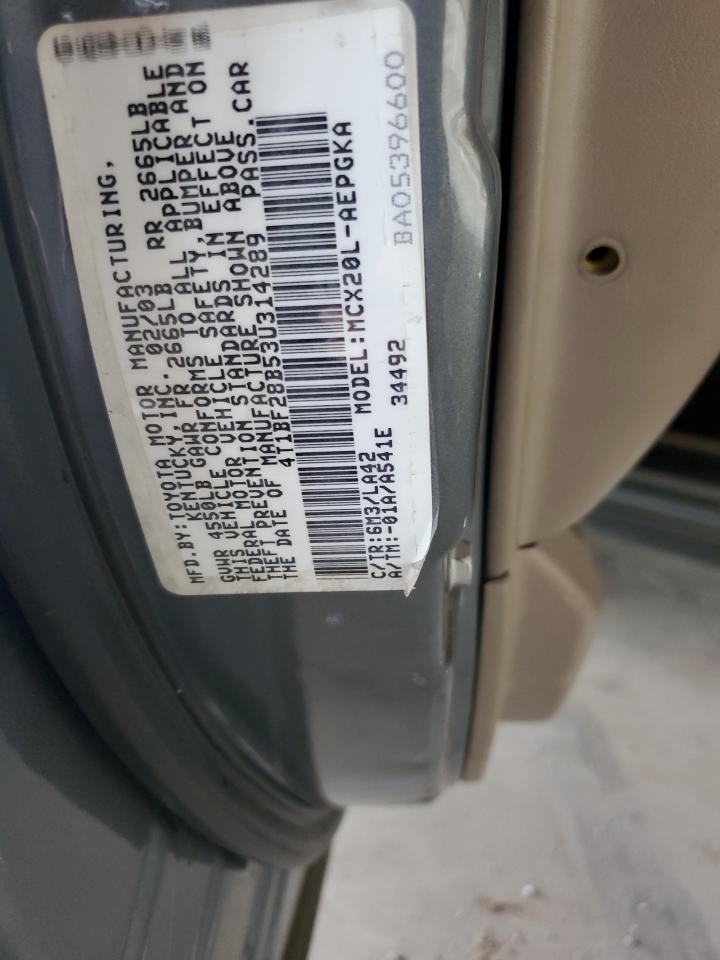 MFD.BY:TOYOTA MOTOR MANUFACTURING,
KENTUCKY,INC. 02/03
GVWR 4550LB GAWR FR 2665LB RR 2665LB
THIS VEHICLE CONFORMS TO ALL APPLICABLE
FEDERAL MOTOR VEHICLE SAFETY,BUMPER AND
THEFT PREVENTION STANDARDS IN EFFECT ON
THE DATE OF MANUFACTURE SHOWN ABOVE
4T1BF28B53U314289 PASS.CAR
MODEL:MCX20L-AEPGKA
C/TR:6M3/LA42
A/TM:-01A/A541E 34492 BA05396600